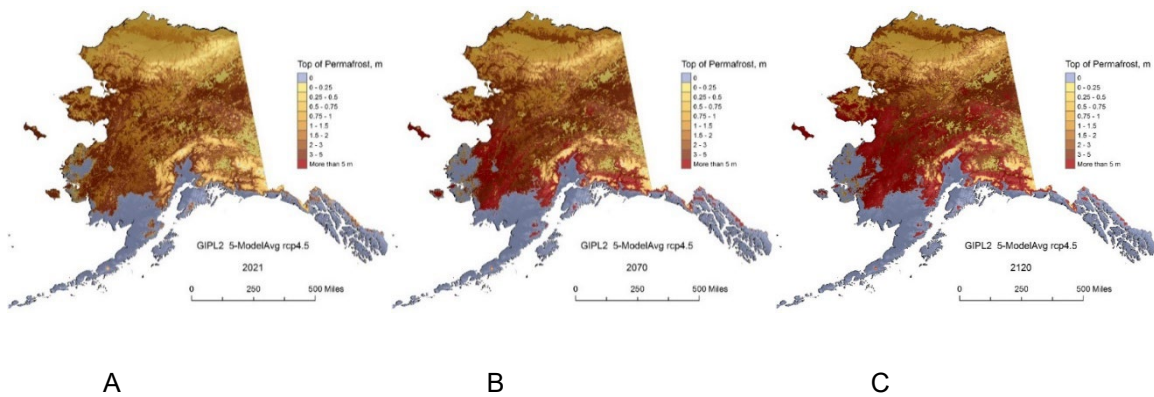 Top of Permafrost, m
0
0 - 0.25
0.25 - 0.5
0.5 - 0.75
0.75 - 1
1 - 1.5
1.5 - 2
2 - 3
3 - 5
More than 5 m
GIPL2 5-ModelAvg rcp4.5
2021
0 250 500 Miles
A
Top of Permafrost, m
0
0 - 0.25
0.25 - 0.5
0.5 - 0.75
0.75 - 1
1 - 1.5
1.5 - 2
2 - 3
3 - 5
More than 5 m
GIPL2 5-ModelAvg rcp4.5
2070
0 250 500 Miles
B
Top of Permafrost, m
0
0 - 0.25
0.25 - 0.5
0.5 - 0.75
0.75 - 1
1 - 1.5
1.5 - 2
2 - 3
3 - 5
More than 5 m
GIPL2 5-ModelAvg rcp4.5
2120
0 250 500 Miles
C